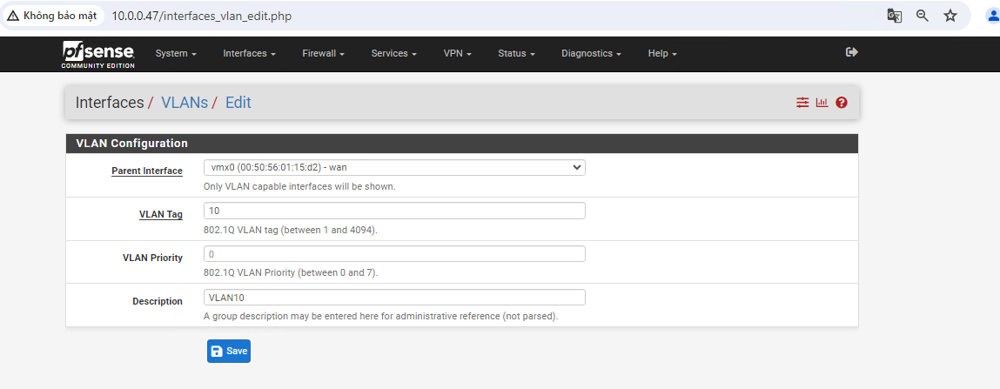 Không bảo mật 10.0.0.47/interfaces_vlan_edit.php
pfsense COMMUNITY EDITION System Interfaces Firewall Services VPN Status Diagnostics Help
Interfaces / VLANs / Edit
VLAN Configuration
Parent Interface vmx0 (00:50:56:01:15:d2) - wan
Only VLAN capable interfaces will be shown.
VLAN Tag 10
802.1Q VLAN tag (between 1 and 4094).
VLAN Priority 0
802.1Q VLAN Priority (between 0 and 7).
Description VLAN10
A group description may be entered here for administrative reference (not parsed).
Save